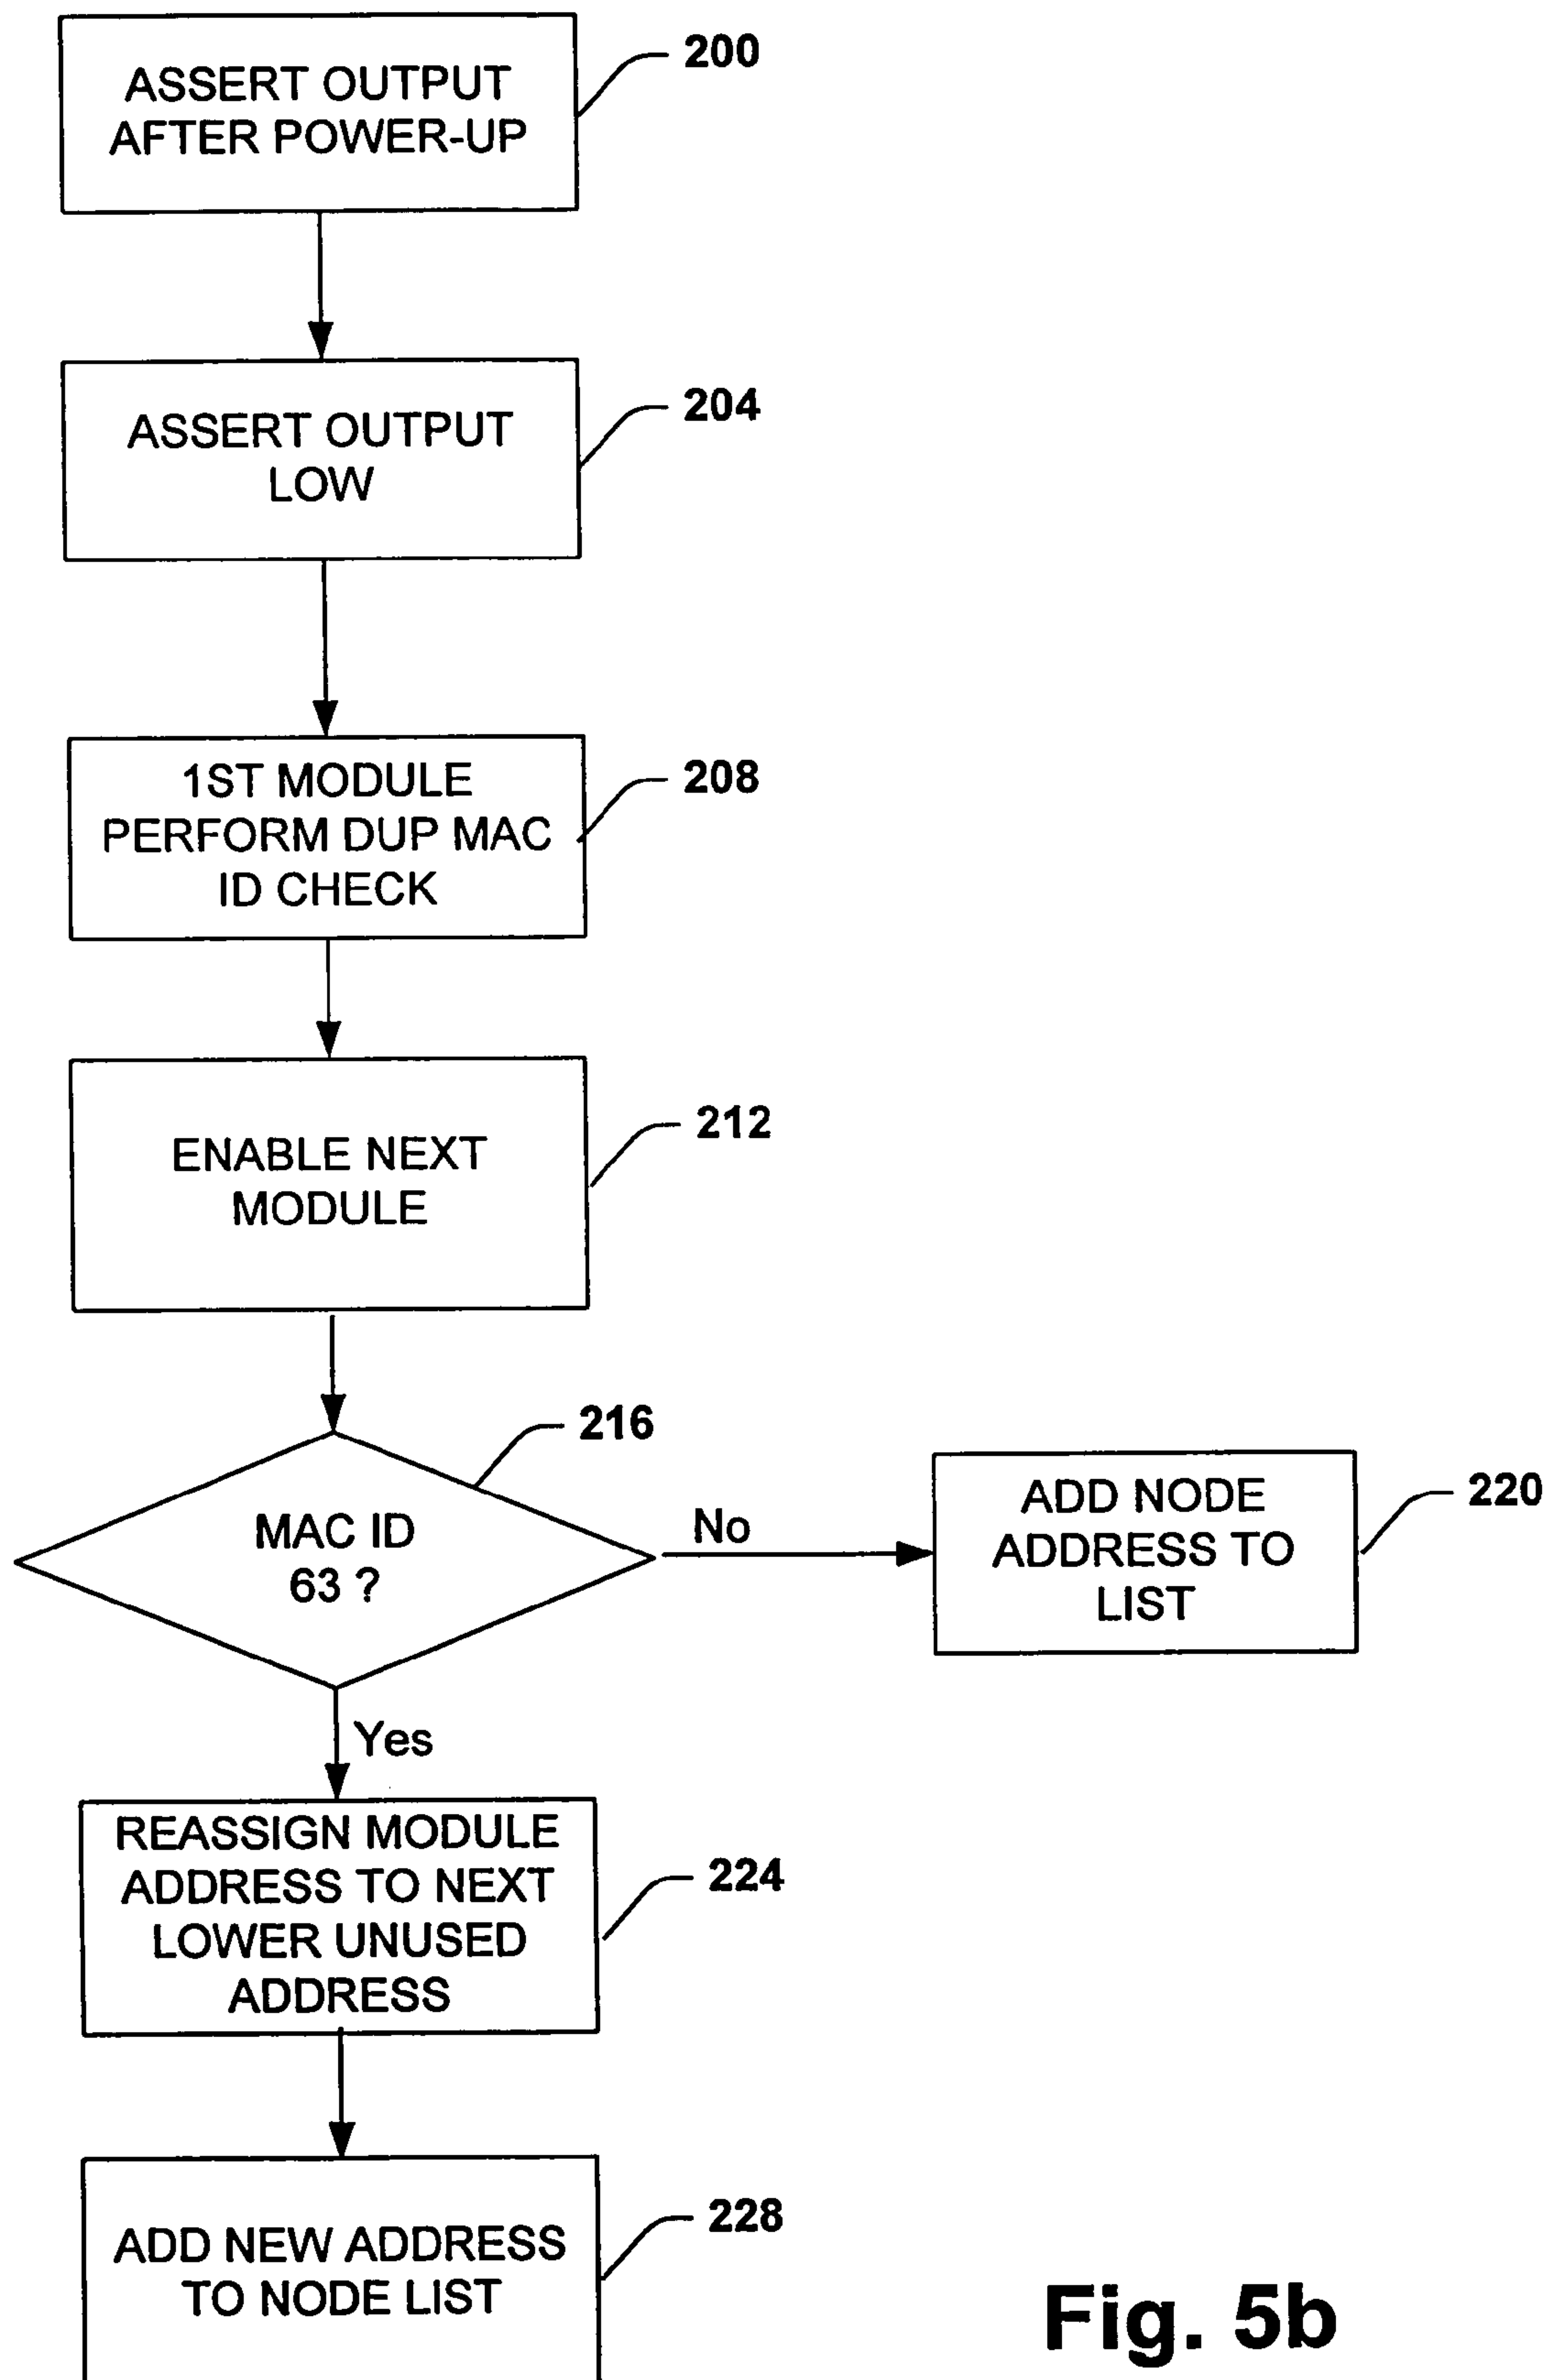 ASSERT OUTPUT
AFTER POWER-UP
200
ASSERT OUTPUT
LOW
204
1ST MODULE
PERFORM DUP MAC
ID CHECK
208
ENABLE NEXT
MODULE
212
MAC ID
63 ?
216
No
ADD NODE
ADDRESS TO
LIST
220
Yes
REASSIGN MODULE
ADDRESS TO NEXT
LOWER UNUSED
ADDRESS
224
ADD NEW ADDRESS
TO NODE LIST
228
Fig. 5b